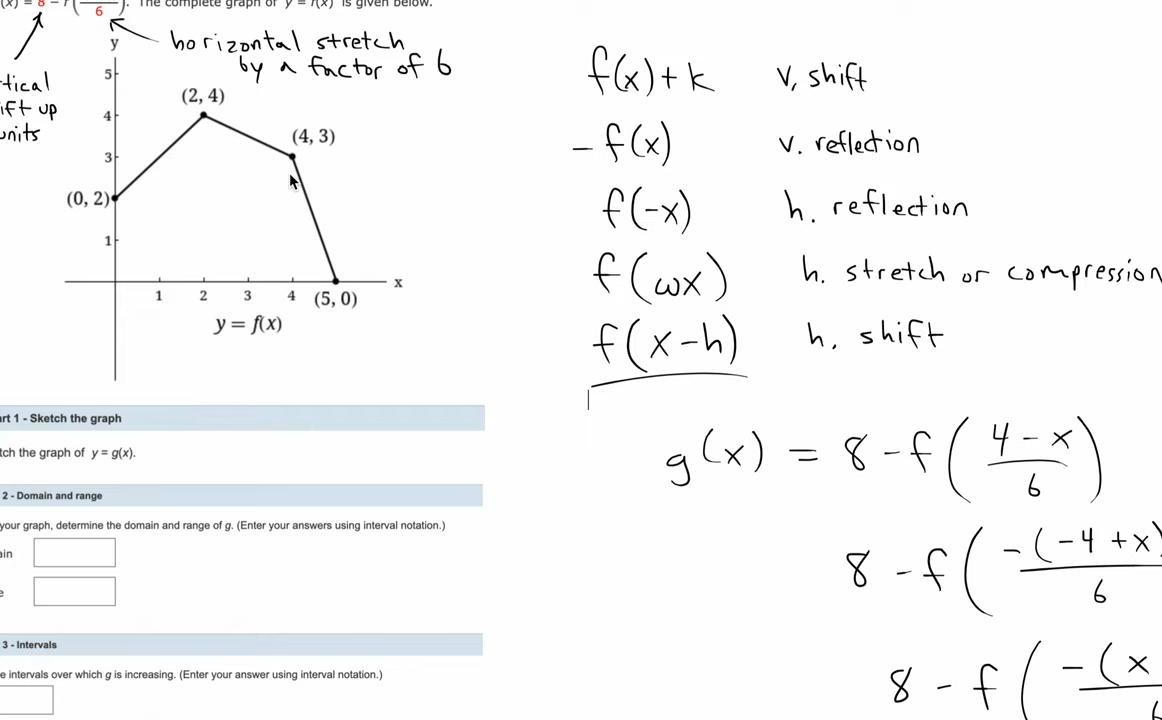 (x) = 8 − f( 6 ). The complete graph of y = f(x) is given below.
horizontal stretch
by a factor of 6
tical
ift up
units
y
5
4
3
1
(2, 4)
(4, 3)
(0, 2)
1 2 3 4 (5, 0)
x
y = f(x)
f(x)+k v. shift
-f(x) v. reflection
f(-x) h. reflection
f(ωx) h. stretch or compression
f(x-h) h. shift
art 1 - Sketch the graph
tch the graph of y = g(x).
2 - Domain and range
your graph, determine the domain and range of g. (Enter your answers using interval notation.)
ain
e
3 - Intervals
e intervals over which g is increasing. (Enter your answer using interval notation.)
g(x) = 8 - f( 4 - x / 6 )
8 - f( -(-4 + x) / 6
8 - f( -(x